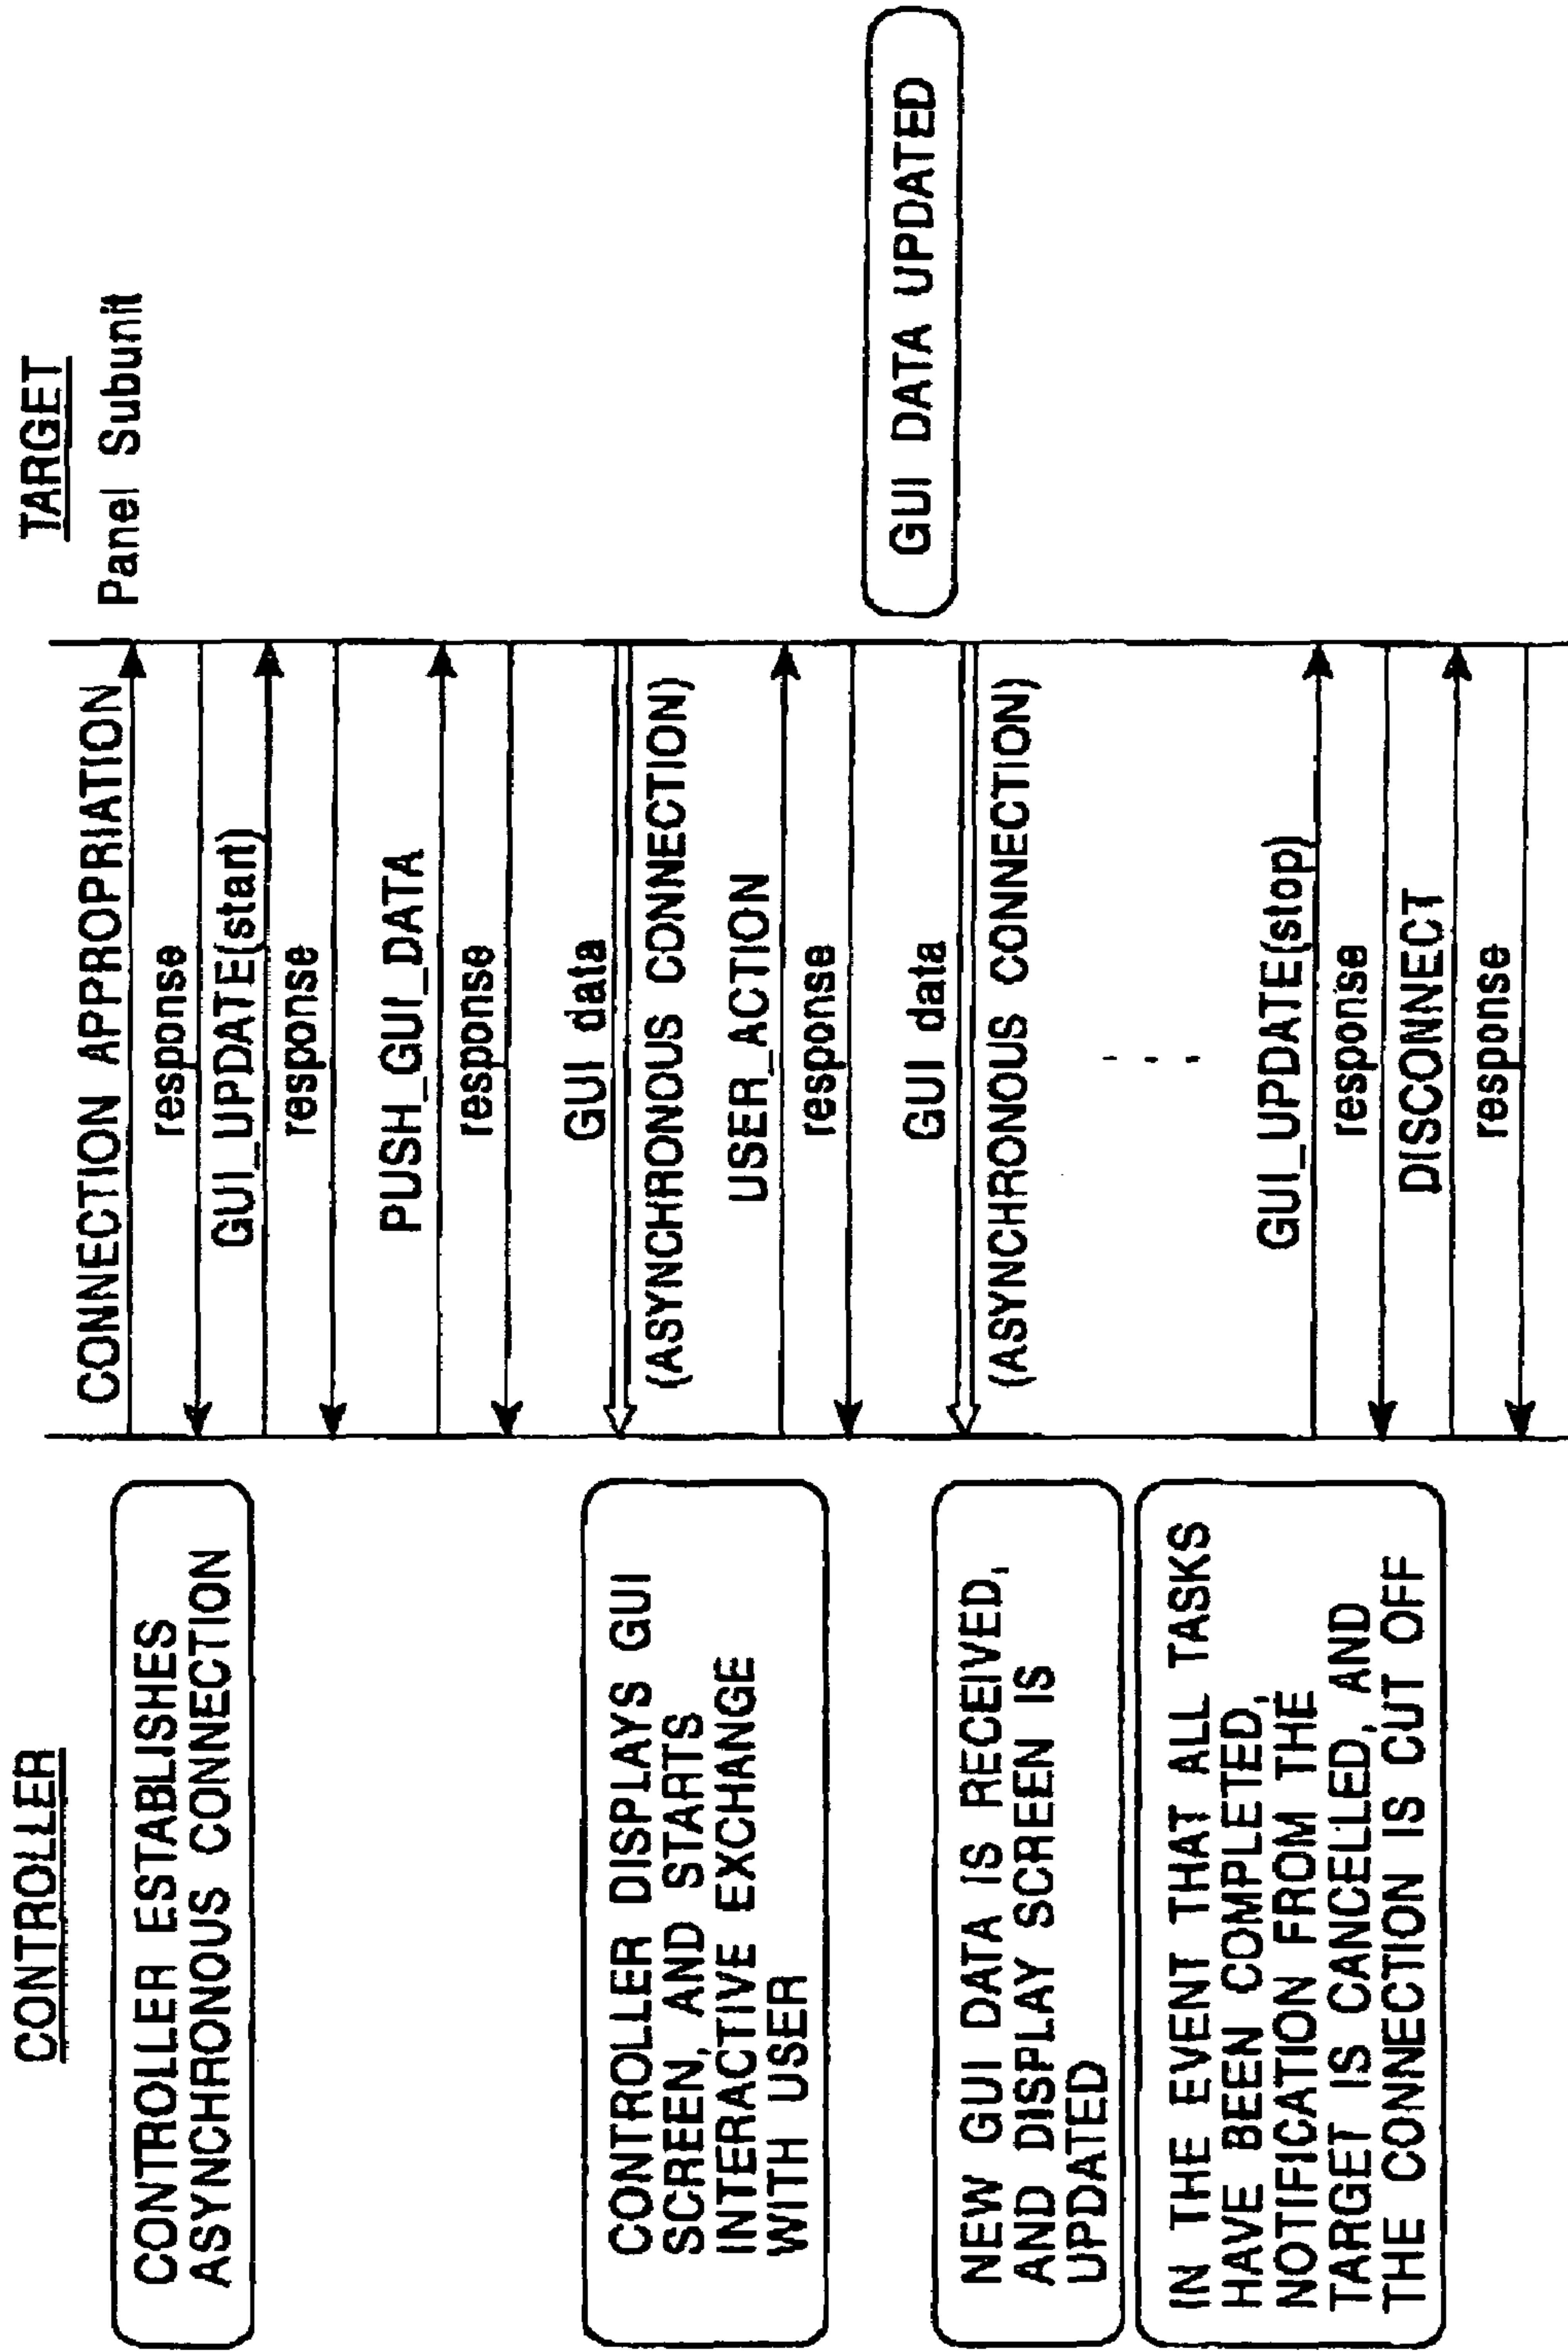 CONTROLLER
TARGET
Panel Subunit
CONTROLLER ESTABLISHES
ASYNCHRONOUS CONNECTION
CONNECTION APPROPRIATION
response
GUI_UPDATE(start)
response
PUSH_GUI_DATA
response
CONTROLLER DISPLAYS GUI
SCREEN, AND STARTS
INTERACTIVE EXCHANGE
WITH USER
GUI data
(ASYNCHRONOUS CONNECTION)
USER_ACTION
response
GUI DATA UPDATED
NEW GUI DATA IS RECEIVED,
AND DISPLAY SCREEN IS
UPDATED
GUI data
(ASYNCHRONOUS CONNECTION)
IN THE EVENT THAT ALL TASKS
HAVE BEEN COMPLETED,
NOTIFICATION FROM THE
TARGET IS CANCELLED, AND
THE CONNECTION IS CUT OFF
GUI_UPDATE(stop)
response
DISCONNECT
response